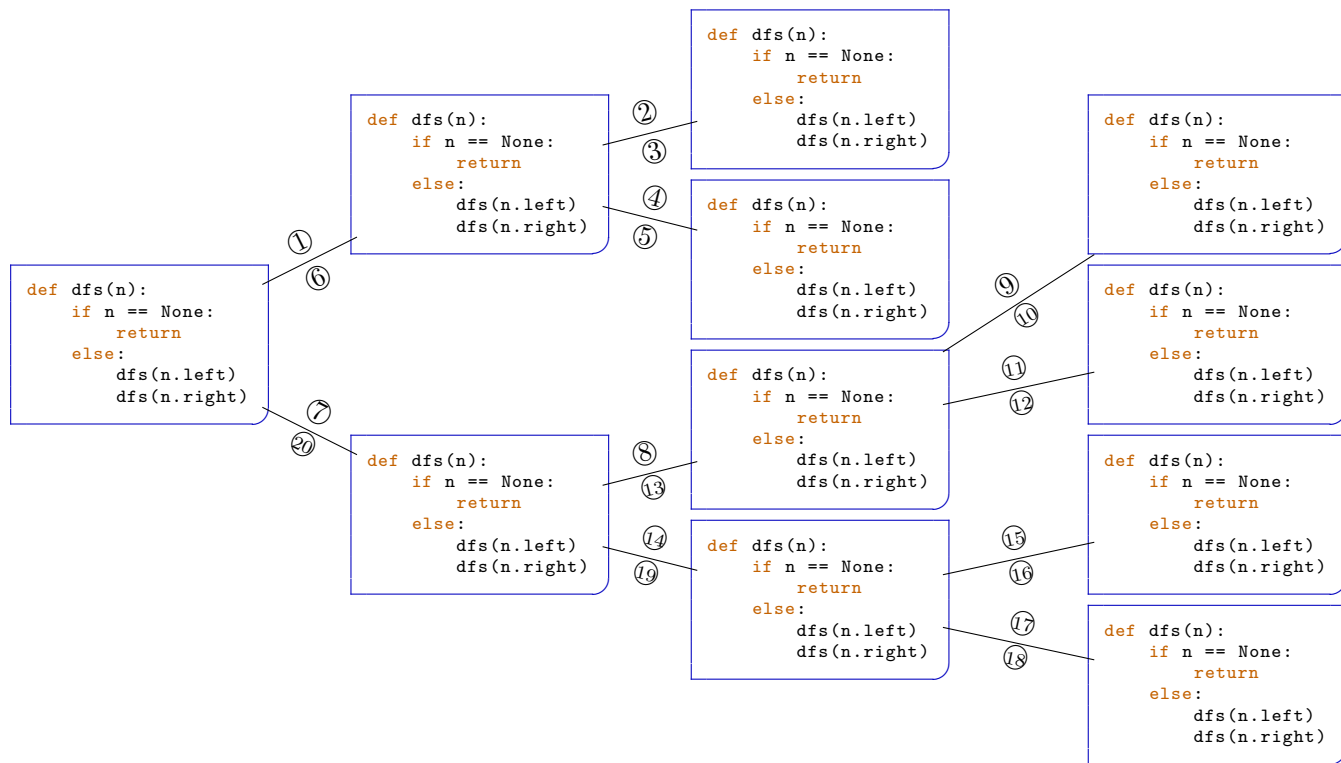 def dfs(n):
    if n == None:
        return
    else:
        dfs(n.left)
        dfs(n.right)
①
⑥
⑦
⑳
def dfs(n):
    if n == None:
        return
    else:
        dfs(n.left)
        dfs(n.right)
②
③
④
⑤
def dfs(n):
    if n == None:
        return
    else:
        dfs(n.left)
        dfs(n.right)
⑧
⑬
⑭
⑲
def dfs(n):
    if n == None:
        return
    else:
        dfs(n.left)
        dfs(n.right)
def dfs(n):
    if n == None:
        return
    else:
        dfs(n.left)
        dfs(n.right)
def dfs(n):
    if n == None:
        return
    else:
        dfs(n.left)
        dfs(n.right)
⑨
⑩
⑪
⑫
def dfs(n):
    if n == None:
        return
    else:
        dfs(n.left)
        dfs(n.right)
⑮
⑯
⑰
⑱
def dfs(n):
    if n == None:
        return
    else:
        dfs(n.left)
        dfs(n.right)
def dfs(n):
    if n == None:
        return
    else:
        dfs(n.left)
        dfs(n.right)
def dfs(n):
    if n == None:
        return
    else:
        dfs(n.left)
        dfs(n.right)
def dfs(n):
    if n == None:
        return
    else:
        dfs(n.left)
        dfs(n.right)